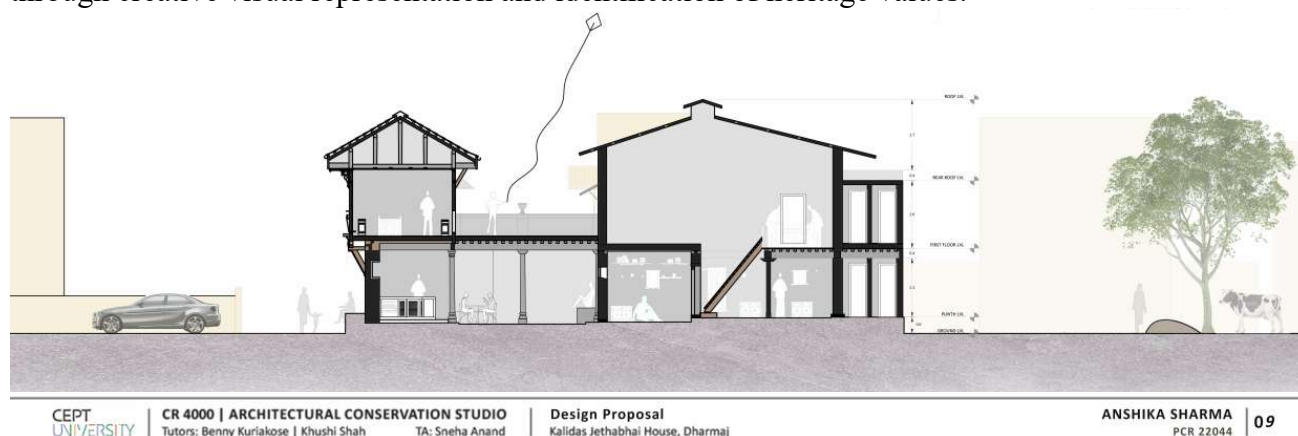 through creative visual representation and identification of heritage values.
ROOF LVL.
REAR ROOF LVL.
FIRST FLOOR LVL.
PLINTH LVL.
GROUND LVL.
CEPT
UNIVERSITY
CR 4000 | ARCHITECTURAL CONSERVATION STUDIO
Tutors: Benny Kuriakose | Khushi Shah TA: Sneha Anand
Design Proposal
Kalidas Jethabhai House, Dharmaj
ANSHIKA SHARMA
PCR 22044
09